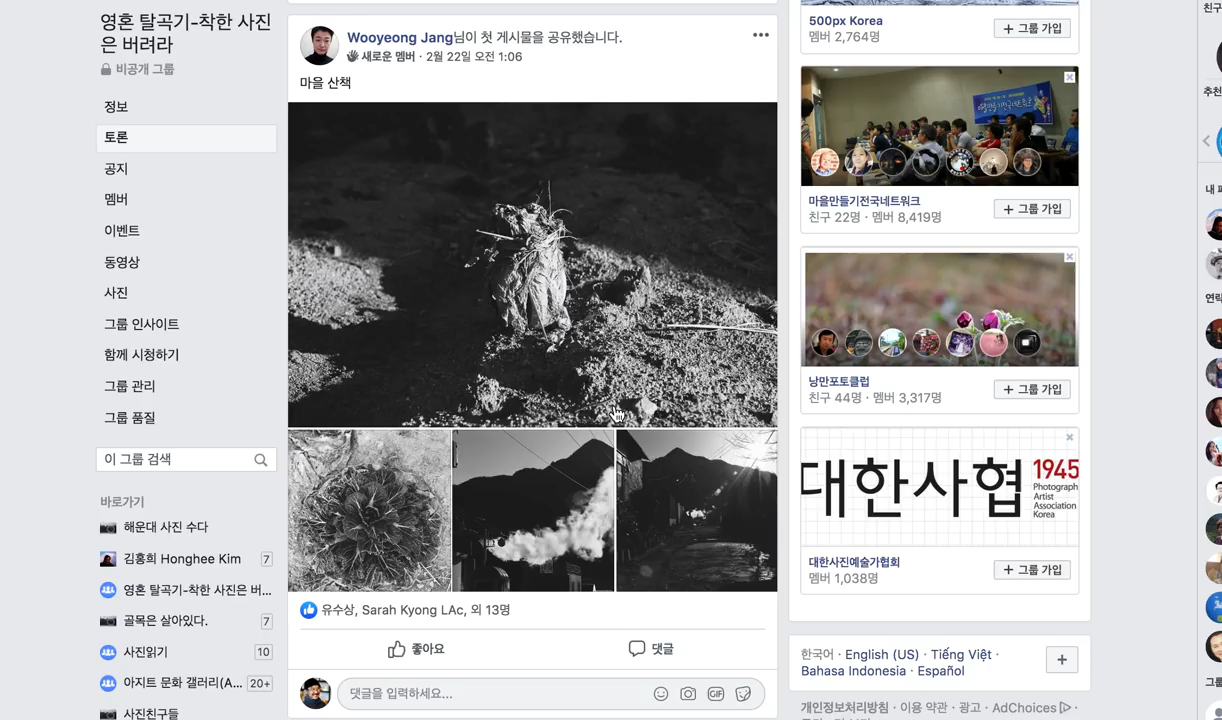 영혼 탈곡기-착한 사진
은 버려라
비공개 그룹
정보
토론
공지
멤버
이벤트
동영상
사진
그룹 인사이트
함께 시청하기
그룹 관리
그룹 품질
이 그룹 검색
바로가기
해운대 사진 수다
김홍희 Honghee Kim 7
영혼 탈곡기-착한 사진은 버...
골목은 살아있다. 7
사진읽기 10
아지트 문화 갤러리(A... 20+
사진친구들
Wooyeong Jang님이 첫 게시물을 공유했습니다.
새로운 멤버 · 2월 22일 오전 1:06
마을 산책
유수상, Sarah Kyong LAc, 외 13명
좋아요 댓글
댓글을 입력하세요...
GIF
500px Korea
멤버 2,764명
+ 그룹 가입
마을만들기전국네트워크
친구 22명 · 멤버 8,419명
+ 그룹 가입
낭만포토클럽
친구 44명 · 멤버 3,317명
+ 그룹 가입
대한사협 1945
Photograph
Artist
Association
Korea
대한사진예술가협회
멤버 1,038명
+ 그룹 가입
한국어 · English (US) · Tiếng Việt ·
Bahasa Indonesia · Español
개인정보처리방침 · 이용 약관 · 광고 · AdChoices ·
친구
추천
내 페
연락
그룹